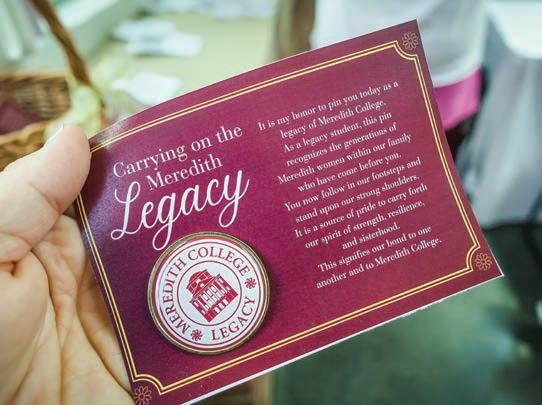 Carrying on the
Meredith
Legacy
MEREDITH COLLEGE
LEGACY
It is my honor to pin you today as a
legacy of Meredith College.
As a legacy student, this pin
recognizes the generations of
Meredith women within our family
who have come before you.
You now follow in our footsteps and
stand upon our strong shoulders.
It is a source of pride to carry forth
our spirit of strength, resilience,
and sisterhood.
This signifies our bond to one
another and to Meredith College.